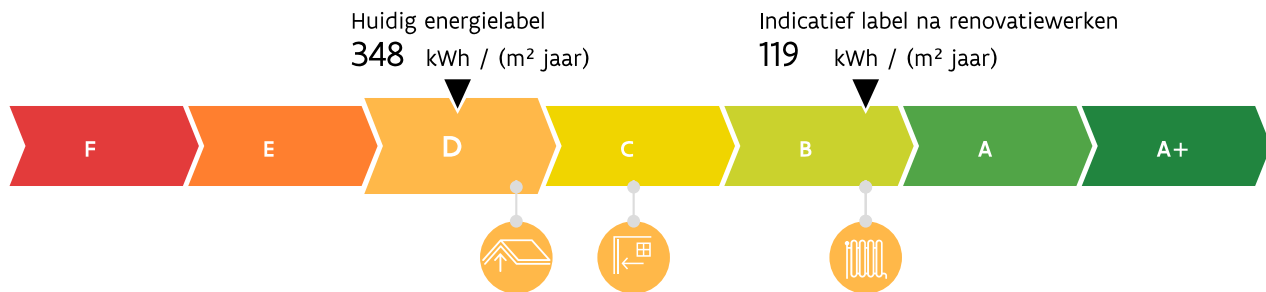 Huidig energielabel
348 kWh / (m² jaar)
Indicatief label na renovatiewerken
119 kWh / (m² jaar)
F
E
D
C
B
A
A+